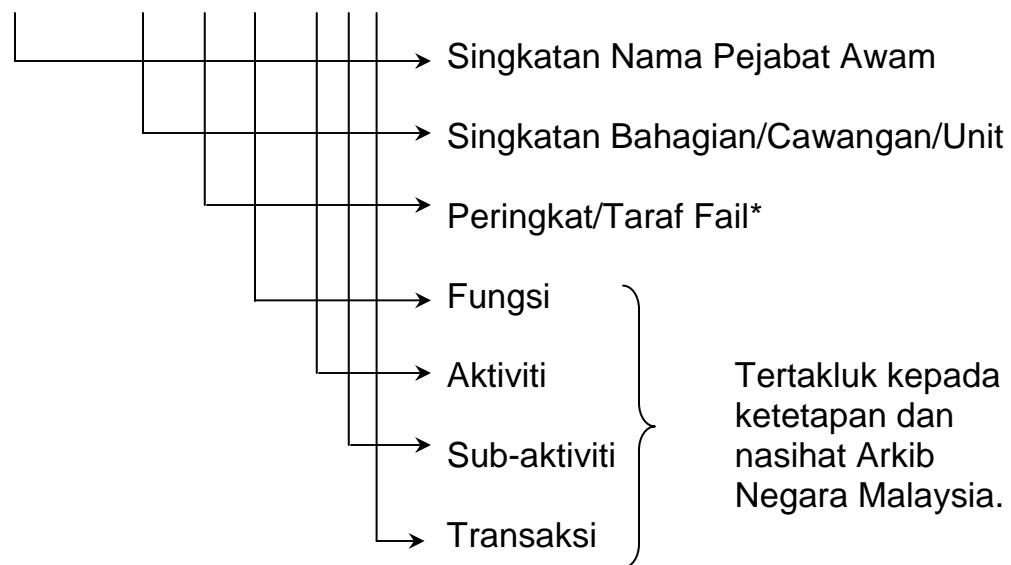 Singkatan Nama Pejabat Awam
Singkatan Bahagian/Cawangan/Unit
Peringkat/Taraf Fail*
Fungsi
Aktiviti
Sub-aktiviti
Transaksi
Tertakluk kepada
ketetapan dan
nasihat Arkib
Negara Malaysia.